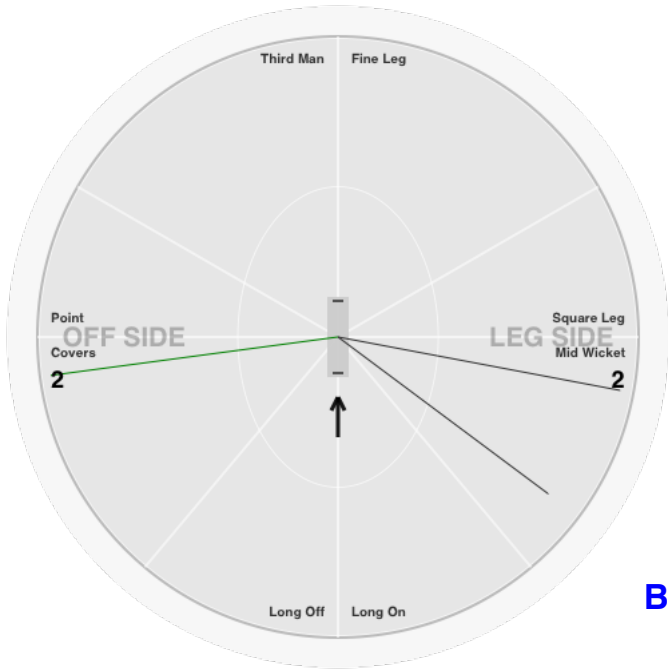 Third Man Fine Leg
Point Square Leg
OFF SIDE LEG SIDE
Covers Mid Wicket
2 2
B
Long Off Long On